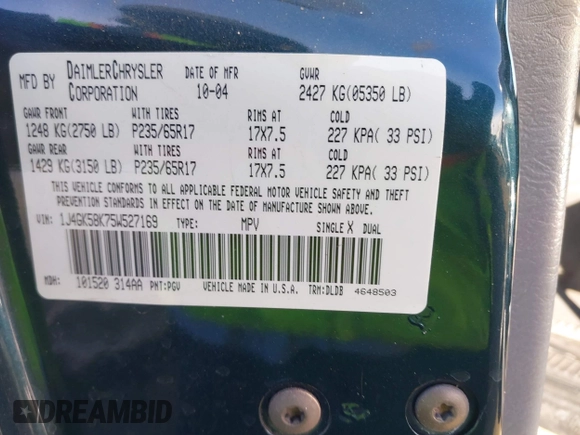 MFD BY DAIMLERCHRYSLER CORPORATION DATE OF MFR 10-04 GVWR 2427 KG(05350 LB)
GAWR FRONT WITH TIRES RIMS AT COLD
1248 KG(2750 LB) P235/65R17 17X7.5 227 KPA( 33 PSI)
GAWR REAR WITH TIRES RIMS AT COLD
1429 KG(3150 LB) P235/65R17 17X7.5 227 KPA( 33 PSI)
THIS VEHICLE CONFORMS TO ALL APPLICABLE FEDERAL MOTOR VEHICLE SAFETY AND THEFT
PREVENTION STANDARDS IN EFFECT ON THE DATE OF MANUFACTURE SHOWN ABOVE.
VIN: 1J4GK58K75W527169 TYPE: MPV SINGLE X DUAL
MDH: 101520 314AA PNT:PGV VEHICLE MADE IN U.S.A. TRM:DLDB 4648503
DREAMBID